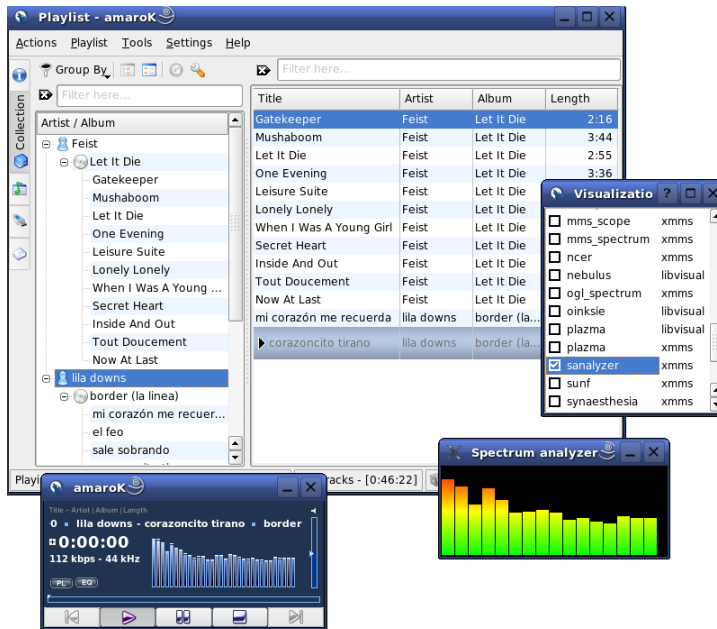 Playlist - amaroK
Actions Playlist Tools Settings Help
Group By
Filter here...
Filter here...
Collection
Artist / Album
Feist
Let It Die
Gatekeeper
Mushaboom
Let It Die
One Evening
Leisure Suite
Lonely Lonely
When I Was A Young ...
Secret Heart
Inside And Out
Tout Doucement
Now At Last
lila downs
border (la linea)
mi corazón me recuer...
el feo
sale sobrando
Title Artist Album Length
Gatekeeper Feist Let It Die 2:16
Mushaboom Feist Let It Die 3:44
Let It Die Feist Let It Die 2:55
One Evening Feist Let It Die 3:36
Leisure Suite Feist Let It Die
Lonely Lonely Feist Let It Die
When I Was A Young Girl Feist Let It Die
Secret Heart Feist Let It Die
Inside And Out Feist Let It Die
Tout Doucement Feist Let It Die
Now At Last Feist Let It Die
mi corazón me recuerda lila downs border (la...
corazoncito tirano lila downs border (la...
Visualizatio
mms_scope xmms
mms_spectrum xmms
ncer xmms
nebulus libvisual
ogl_spectrum xmms
oinksie libvisual
plazma libvisual
plazma xmms
sanalyzer xmms
sunf xmms
synaesthesia xmms
Spectrum analyzer
Playi
racks - [0:46:22]
amaroK
Title - Artist | Album | Length
0 ▪ lila downs - corazoncito tirano ▪ border
0:00:00
112 kbps - 44 kHz
PL EQ